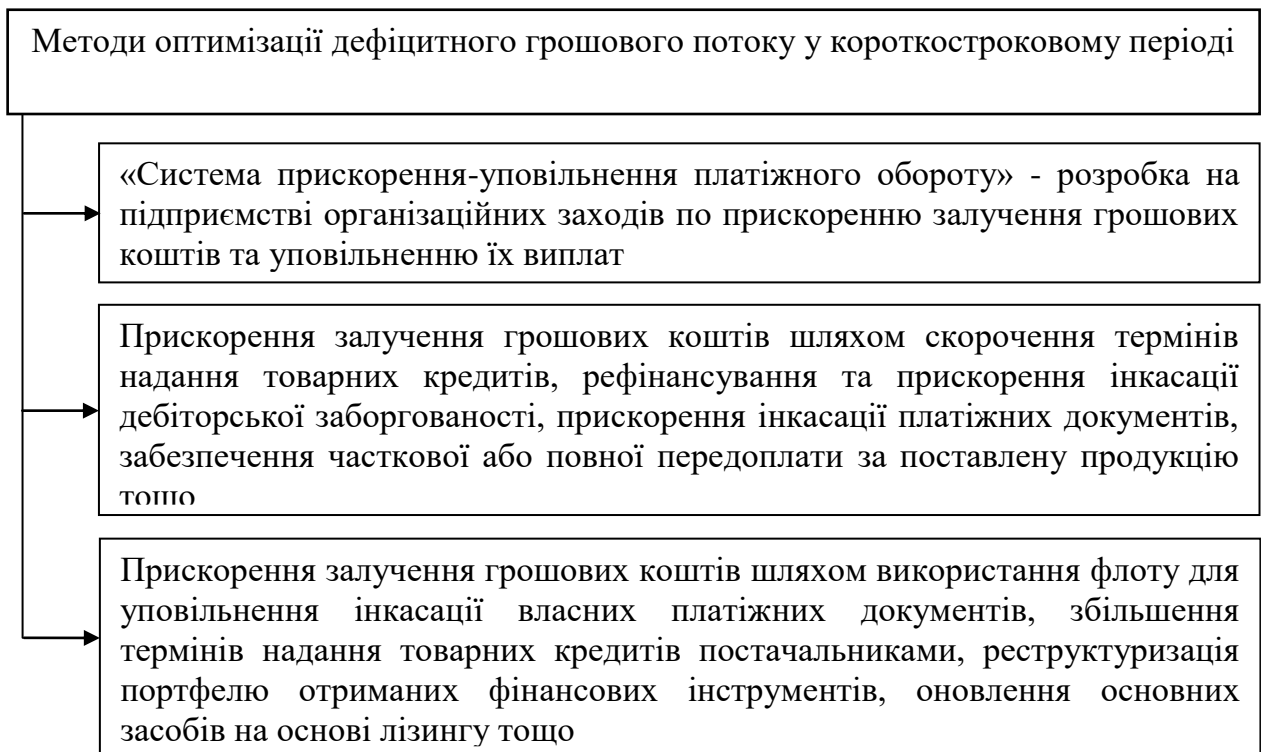 Методи оптимізації дефіцитного грошового потоку у короткостроковому періоді
«Система прискорення-уповільнення платіжного обороту» - розробка на
підприємстві організаційних заходів по прискоренню залучення грошових
коштів та уповільненню їх виплат
Прискорення залучення грошових коштів шляхом скорочення термінів
надання товарних кредитів, рефінансування та прискорення інкасації
дебіторської заборгованості, прискорення інкасації платіжних документів,
забезпечення часткової або повної передоплати за поставлену продукцію
тощо
Прискорення залучення грошових коштів шляхом використання флоту для
уповільнення інкасації власних платіжних документів, збільшення
термінів надання товарних кредитів постачальниками, реструктуризація
портфелю отриманих фінансових інструментів, оновлення основних
засобів на основі лізингу тощо